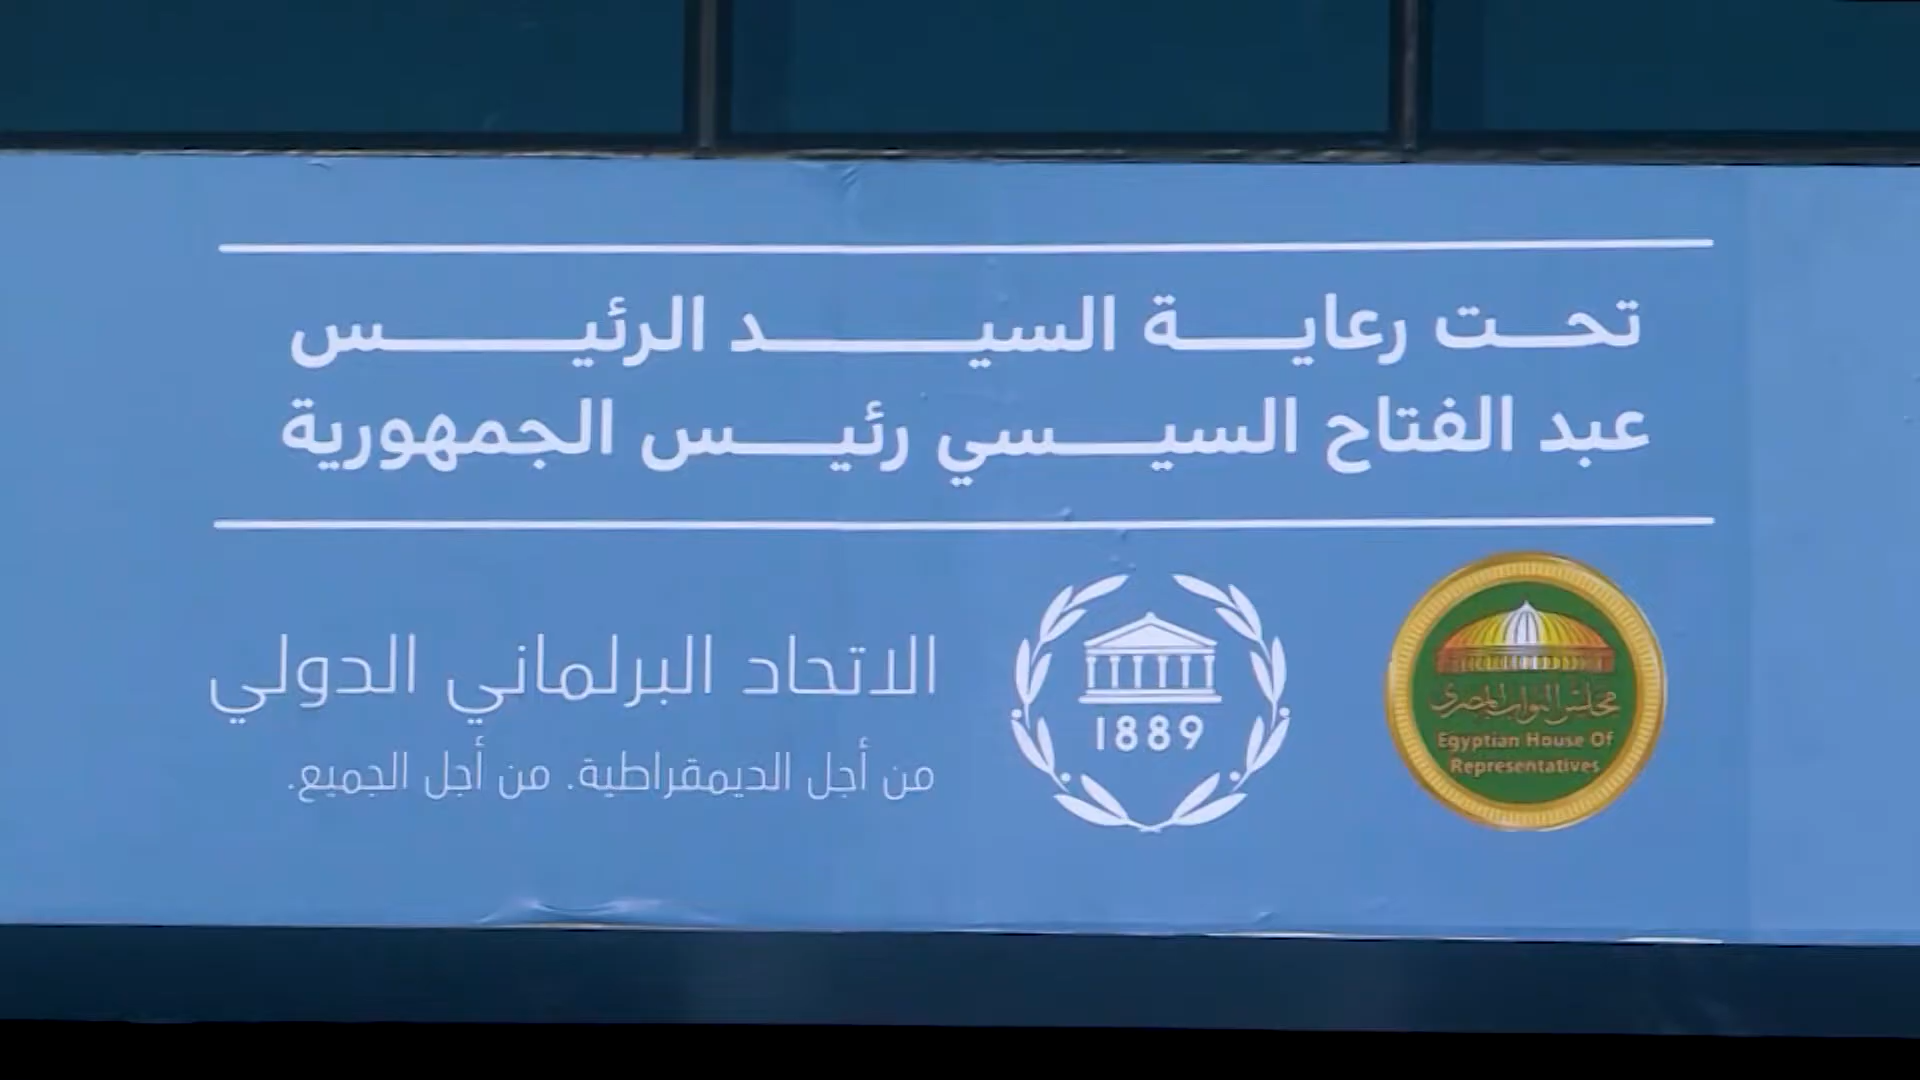 تحت رعاية السيد الرئيس
عبد الفتاح السيسي رئيس الجمهورية
مجلس النواب المصري
Egyptian House Of
Representatives
1889
الاتحاد البرلماني الدولي
من أجل الديمقراطية. من أجل الجميع.